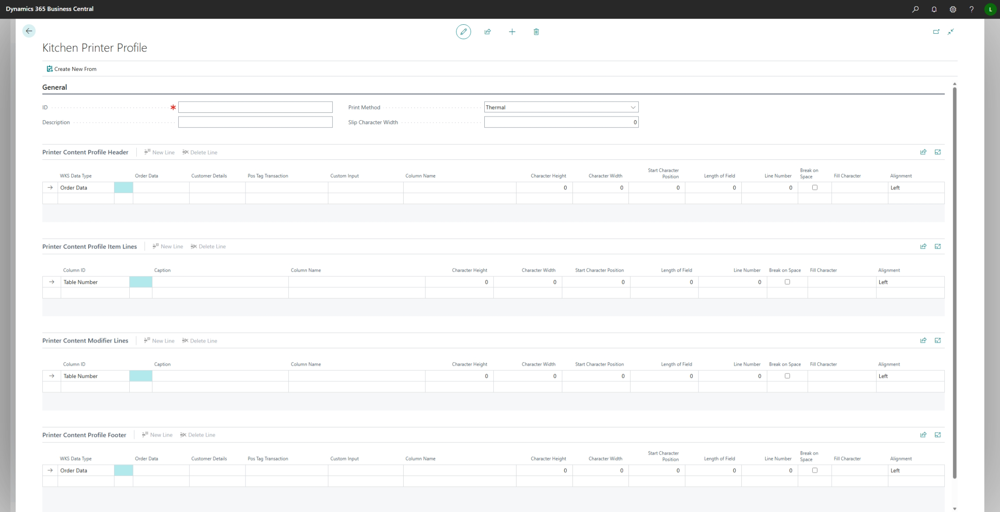 Dynamics 365 Business Central
L
Kitchen Printer Profile
Create New From
General
ID * Print Method Thermal
Description Slip Character Width 0
Printer Content Profile Header New Line Delete Line
WKS Data Type Order Data Customer Details Pos Tag Transaction Custom Input Column Name Character Height Character Width Start Character Position Length of Field Line Number Break on Space Fill Character Alignment
Order Data 0 0 0 0 0 Left
Printer Content Profile Item Lines New Line Delete Line
Column ID Caption Column Name Character Height Character Width Start Character Position Length of Field Line Number Break on Space Fill Character Alignment
Table Number 0 0 0 0 0 Left
Printer Content Modifier Lines New Line Delete Line
Column ID Caption Column Name Character Height Character Width Start Character Position Length of Field Line Number Break on Space Fill Character Alignment
Table Number 0 0 0 0 0 Left
Printer Content Profile Footer New Line Delete Line
WKS Data Type Order Data Customer Details Pos Tag Transaction Custom Input Column Name Character Height Character Width Start Character Position Length of Field Line Number Break on Space Fill Character Alignment
Order Data 0 0 0 0 0 Left